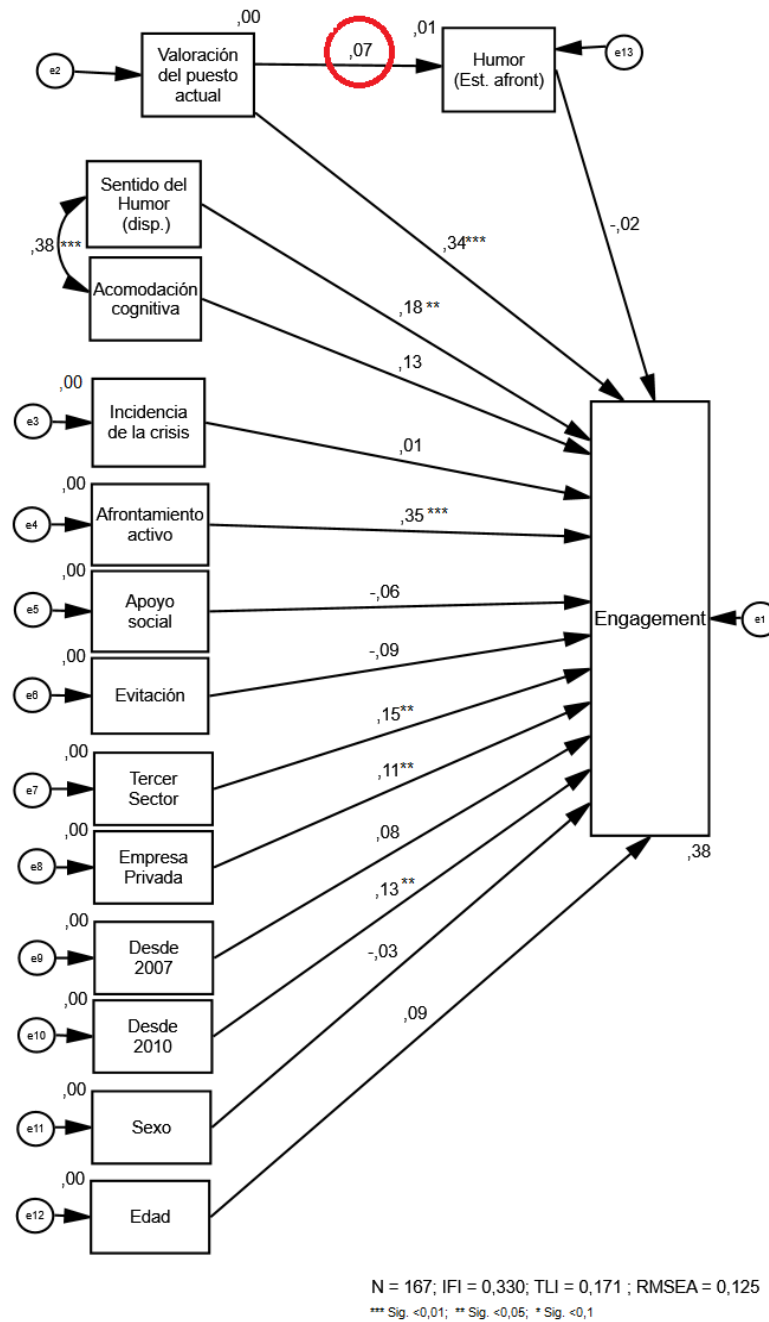 ,00
,07
,01
e2
Valoración
del puesto
actual
Humor
(Est. afront)
e13
Sentido del
Humor
(disp.)
-,02
,38 ***
,34***
Acomodación
cognitiva
,18 **
,13
,00
e3
Incidencia
de la crisis
,01
,00
e4
Afrontamiento
activo
,35 ***
,00
e5
Apoyo
social
-,06
Engagement
e1
,00
e6
Evitación
-,09
,15**
,00
e7
Tercer
Sector
,11**
,00
e8
Empresa
Privada
,08
,38
,13 **
,00
e9
Desde
2007
-,03
,00
e10
Desde
2010
,09
,00
e11
Sexo
,00
e12
Edad
N = 167; IFI = 0,330; TLI = 0,171 ; RMSEA = 0,125
*** Sig. <0,01; ** Sig. <0,05; * Sig. <0,1